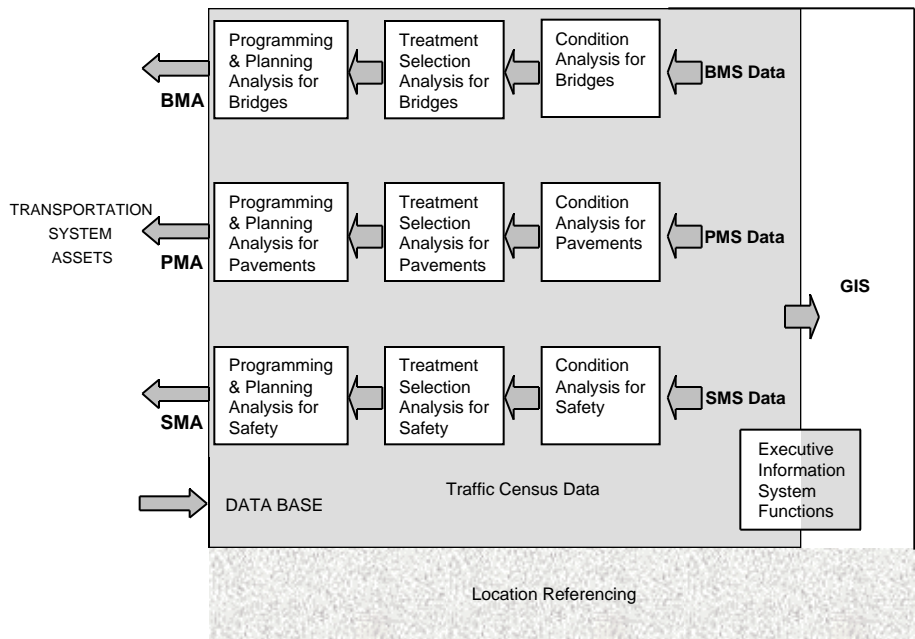 Programming
& Planning
Analysis for
Bridges
Treatment
Selection
Analysis for
Bridges
Condition
Analysis for
Bridges
BMS Data
BMA
TRANSPORTATION
SYSTEM
ASSETS
Programming
& Planning
Analysis for
Pavements
Treatment
Selection
Analysis for
Pavements
Condition
Analysis for
Pavements
PMS Data
PMA
GIS
Programming
& Planning
Analysis for
Safety
Treatment
Selection
Analysis for
Safety
Condition
Analysis for
Safety
SMS Data
SMA
Executive
Information
System
Functions
Traffic Census Data
DATA BASE
Location Referencing